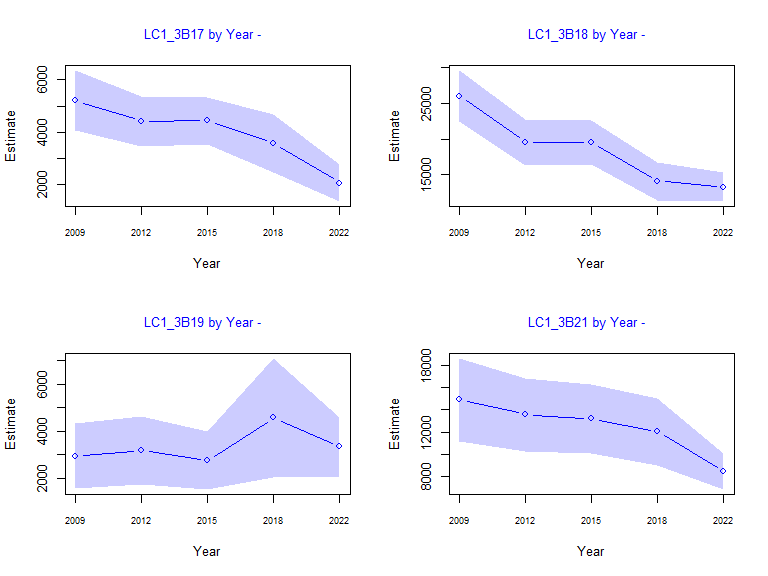 LC1_3B17 by Year -
Estimate
6000
4000
2000
2009 2012 2015 2018 2022
Year
LC1_3B18 by Year -
Estimate
25000
15000
2009 2012 2015 2018 2022
Year
LC1_3B19 by Year -
Estimate
6000
4000
2000
2009 2012 2015 2018 2022
Year
LC1_3B21 by Year -
Estimate
18000
12000
8000
2009 2012 2015 2018 2022
Year